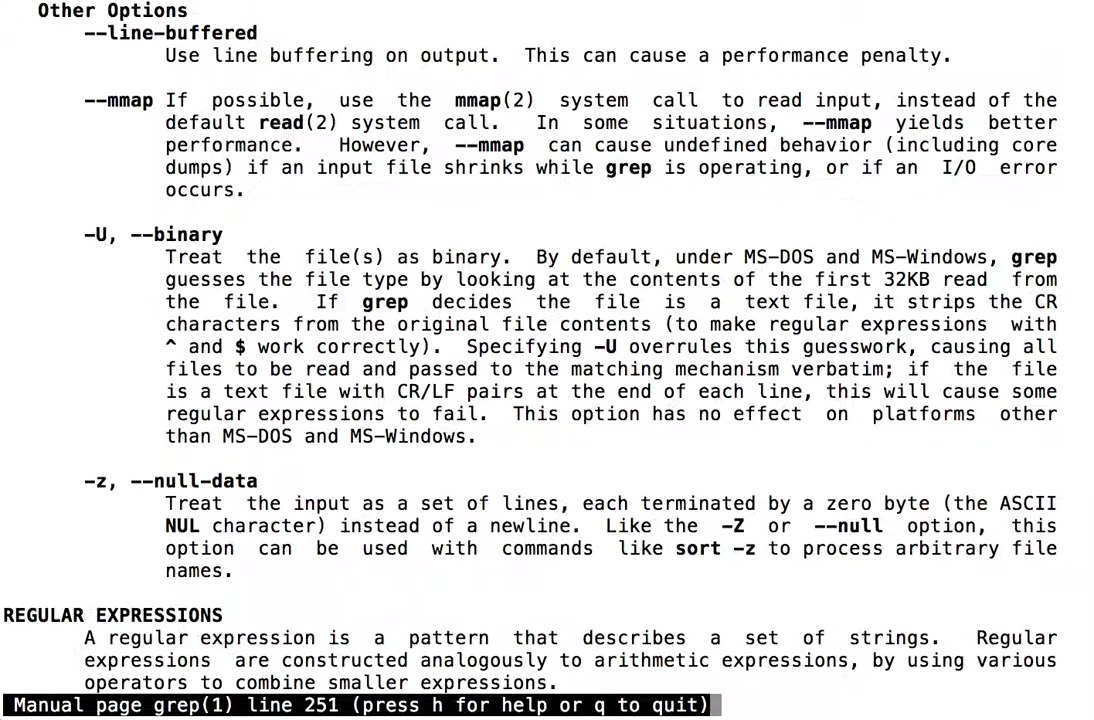 Other Options
--line-buffered
Use line buffering on output. This can cause a performance penalty.
--mmap If possible, use the mmap(2) system call to read input, instead of the
default read(2) system call. In some situations, --mmap yields better
performance. However, --mmap can cause undefined behavior (including core
dumps) if an input file shrinks while grep is operating, or if an I/O error
occurs.
-U, --binary
Treat the file(s) as binary. By default, under MS-DOS and MS-Windows, grep
guesses the file type by looking at the contents of the first 32KB read from
the file. If grep decides the file is a text file, it strips the CR
characters from the original file contents (to make regular expressions with
^ and $ work correctly). Specifying -U overrules this guesswork, causing all
files to be read and passed to the matching mechanism verbatim; if the file
is a text file with CR/LF pairs at the end of each line, this will cause some
regular expressions to fail. This option has no effect on platforms other
than MS-DOS and MS-Windows.
-z, --null-data
Treat the input as a set of lines, each terminated by a zero byte (the ASCII
NUL character) instead of a newline. Like the -Z or --null option, this
option can be used with commands like sort -z to process arbitrary file
names.
REGULAR EXPRESSIONS
A regular expression is a pattern that describes a set of strings. Regular
expressions are constructed analogously to arithmetic expressions, by using various
operators to combine smaller expressions.
Manual page grep(1) line 251 (press h for help or q to quit)